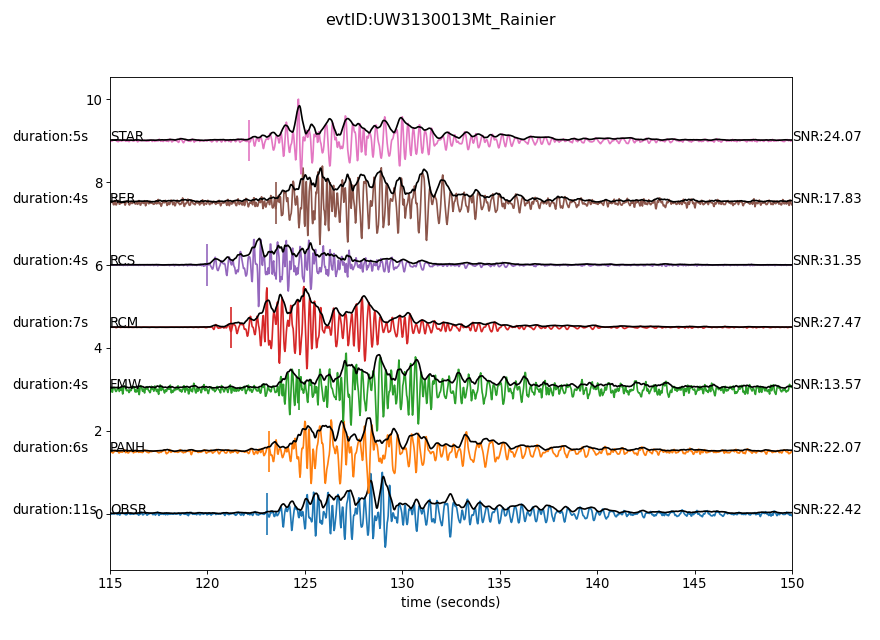 evtID:UW3130013Mt_Rainier
10
duration:5s STAR SNR:24.07
8
duration:4s RER SNR:17.83
duration:4s RCS SNR:31.35
6
duration:7s RCM SNR:27.47
4
duration:4s FMW SNR:13.57
2
duration:6s PANH SNR:22.07
duration:11s OBSR SNR:22.42
0
115 120 125 130 135 140 145 150
time (seconds)